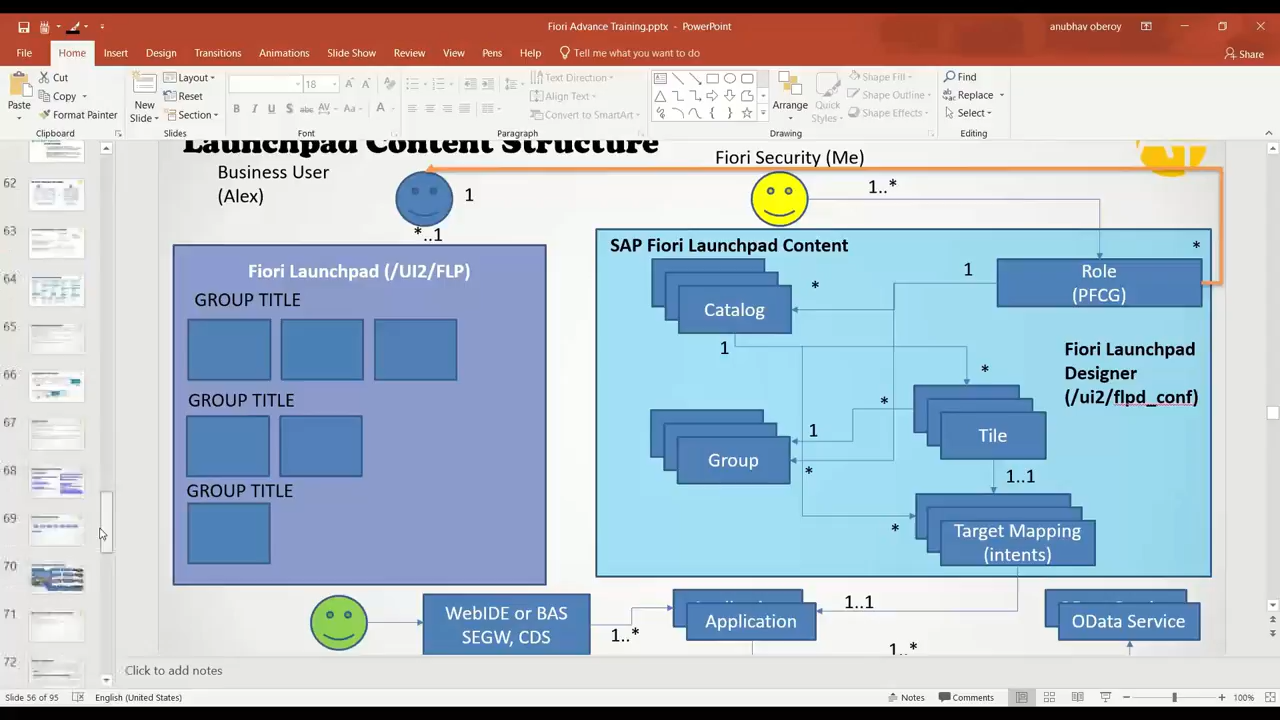 Fiori Advance Training.pptx - PowerPoint
anubhav oberoy
File Home Insert Design Transitions Animations Slide Show Review View Viewer Pens Help Tell me what you want to do
Share
Cut
Copy
Format Painter
Paste
Clipboard
New
Slide
Layout
Reset
Section
Slides
18
Font
Text Direction
Align Text
Convert to SmartArt
Paragraph
Arrange
Quick
Styles
Shape Fill
Shape Outline
Shape Effects
Drawing
Find
Replace
Select
Editing
62
63
64
65
66
67
68
69
70
71
72
Launchpad Content Structure
Business User
(Alex)
1
*..1
Fiori Security (Me)
1..*
Fiori Launchpad (/UI2/FLP)
GROUP TITLE
GROUP TITLE
GROUP TITLE
SAP Fiori Launchpad Content
*
Role
(PFCG)
1
*
Catalog
1
Fiori Launchpad
Designer
(/ui2/flpd_conf)
*
*
Tile
1
Group
*
1..1
*
Target Mapping
(intents)
WebIDE or BAS
SEGW, CDS
1..*
Application
1..1
OData Service
1..*
Click to add notes
Slide 56 of 95
English (United States)
Notes
Comments
100%